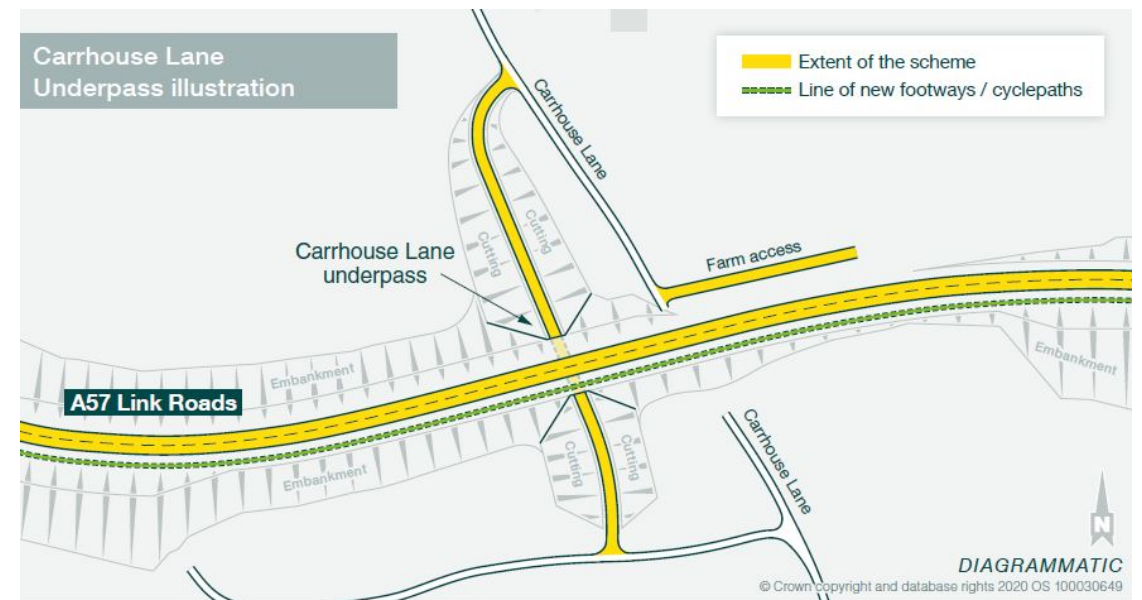 Carrhouse Lane
Underpass illustration
Extent of the scheme
Line of new footways / cyclepaths
Carrhouse Lane
Cutting
Cutting
Carrhouse Lane
underpass
Farm access
Embankment
Embankment
A57 Link Roads
Carrhouse Lane
Cutting
Cutting
Embankment
N
DIAGRAMMATIC
© Crown copyright and database rights 2020 OS 100030649